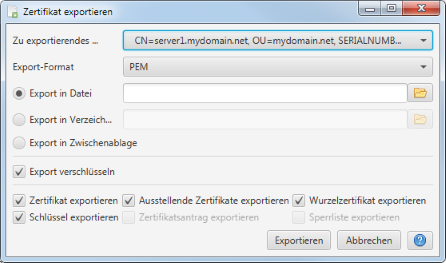 Zertifikat exportieren
Zu exportierendes ...
CN=server1.mydomain.net, OU=mydomain.net, SERIALNUMB...
Export-Format
PEM
Export in Datei
Export in Verzeich...
Export in Zwischenablage
Export verschlüsseln
Zertifikat exportieren Ausstellende Zertifikate exportieren Wurzelzertifikat exportieren
Schlüssel exportieren Zertifikatsantrag exportieren Sperrliste exportieren
Exportieren Abbrechen ?